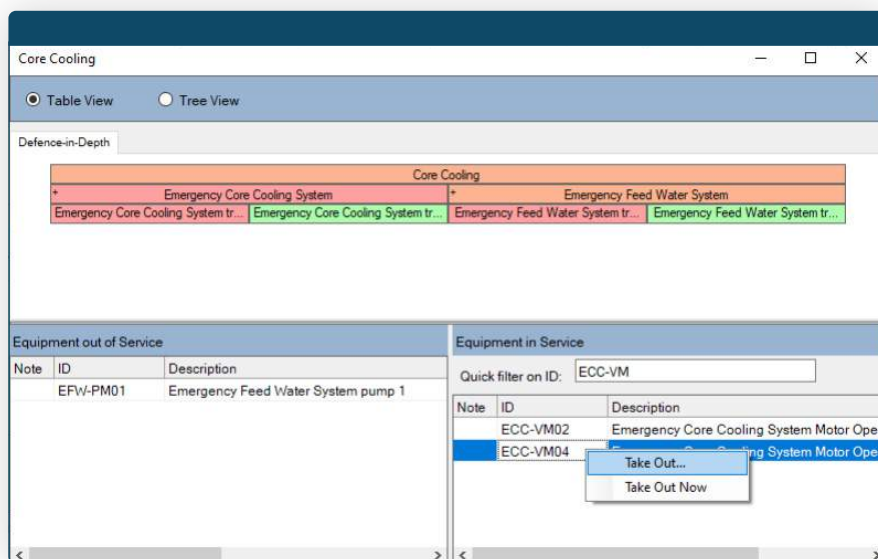 Core Cooling
Table View Tree View
Defence-in-Depth
Core Cooling
* Emergency Core Cooling System * Emergency Feed Water System
Emergency Core Cooling System tr... Emergency Core Cooling System tr... Emergency Feed Water System tr... Emergency Feed Water System tr...
Equipment out of Service
Note ID Description
EFW-PM01 Emergency Feed Water System pump 1
Equipment in Service
Quick filter on ID: ECC-VM
Note ID Description
ECC-VM02 Emergency Core Cooling System Motor Ope
ECC-VM04 System Motor Ope
Take Out...
Take Out Now